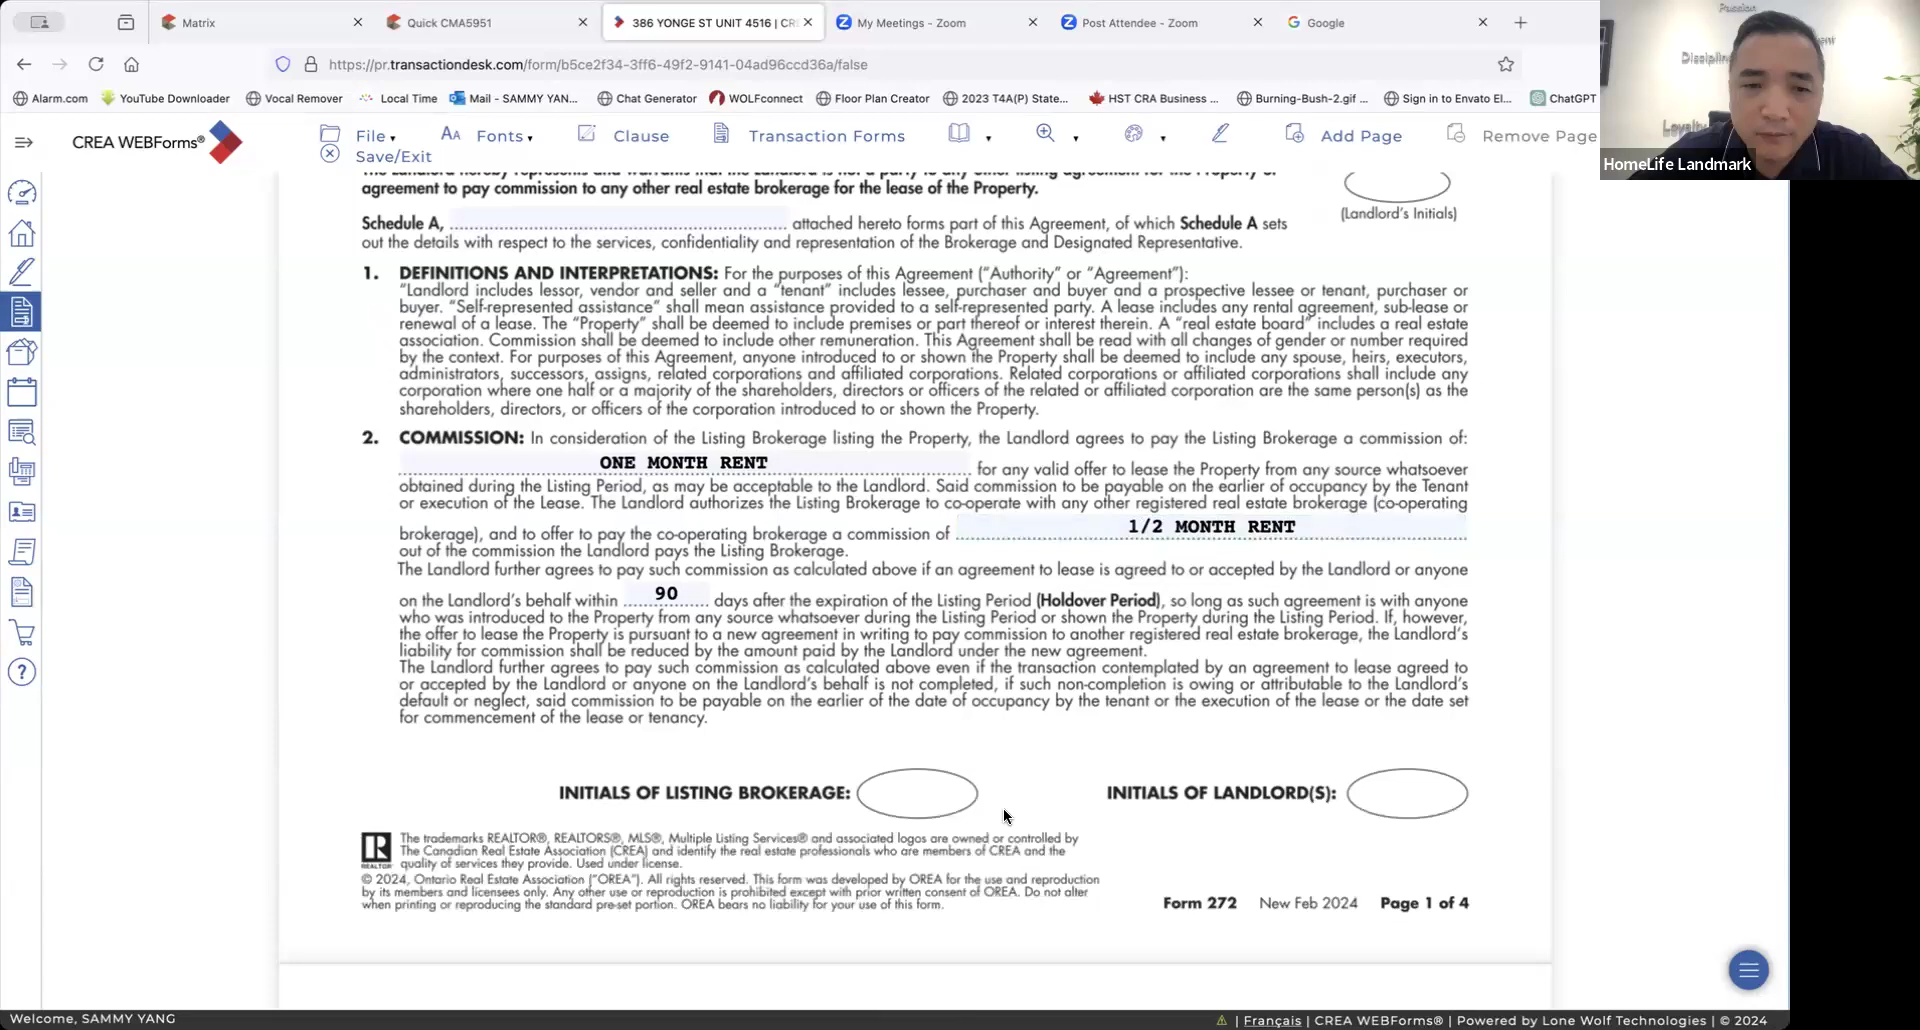 Matrix
Quick CMA5951
386 YONGE ST UNIT 4516 | CR
My Meetings - Zoom
Post Attendee - Zoom
Google
https://pr.transactiondesk.com/form/b5ce2f34-3ff6-49f2-9141-04ad96ccd36a/false
Alarm.com
YouTube Downloader
Vocal Remover
Local Time
Mail - SAMMY YAN...
Chat Generator
WOLFconnect
Floor Plan Creator
2023 T4A(P) State...
HST CRA Business ...
Burning-Bush-2.gif ...
Sign in to Envato El...
ChatGPT
Passion
Loyalty
HomeLife Landmark
CREA WEBForms®
File
Fonts
Clause
Transaction Forms
Add Page
Remove Page
Save/Exit
agreement to pay commission to any other real estate brokerage for the lease of the Property.
(Landlord's Initials)
Schedule A, attached hereto forms part of this Agreement, of which Schedule A sets
out the details with respect to the services, confidentiality and representation of the Brokerage and Designated Representative.
1. DEFINITIONS AND INTERPRETATIONS: For the purposes of this Agreement ("Authority" or "Agreement"):
"Landlord includes lessor, vendor and seller and a "tenant" includes lessee, purchaser and buyer and a prospective lessee or tenant, purchaser or
buyer. "Self-represented assistance" shall mean assistance provided to a self-represented party. A lease includes any rental agreement, sub-lease or
renewal of a lease. The "Property" shall be deemed to include premises or part thereof or interest therein. A "real estate board" includes a real estate
association. Commission shall be deemed to include other remuneration. This Agreement shall be read with all changes of gender or number required
by the context. For purposes of this Agreement, anyone introduced to or shown the Property shall be deemed to include any spouse, heirs, executors,
administrators, successors, assigns, related corporations and affiliated corporations. Related corporations or affiliated corporations shall include any
corporation where one half or a majority of the shareholders, directors or officers of the related or affiliated corporation are the same person(s) as the
shareholders, directors, or officers of the corporation introduced to or shown the Property.
2. COMMISSION: In consideration of the Listing Brokerage listing the Property, the Landlord agrees to pay the Listing Brokerage a commission of:
ONE MONTH RENT for any valid offer to lease the Property from any source whatsoever
obtained during the Listing Period, as may be acceptable to the Landlord. Said commission to be payable on the earlier of occupancy by the Tenant
or execution of the Lease. The Landlord authorizes the Listing Brokerage to co-operate with any other registered real estate brokerage (co-operating
brokerage), and to offer to pay the co-operating brokerage a commission of 1/2 MONTH RENT
out of the commission the Landlord pays the Listing Brokerage.
The Landlord further agrees to pay such commission as calculated above if an agreement to lease is agreed to or accepted by the Landlord or anyone
on the Landlord's behalf within 90 days after the expiration of the Listing Period (Holdover Period), so long as such agreement is with anyone
who was introduced to the Property from any source whatsoever during the Listing Period or shown the Property during the Listing Period. If, however,
the offer to lease the Property is pursuant to a new agreement in writing to pay commission to another registered real estate brokerage, the Landlord's
liability for commission shall be reduced by the amount paid by the Landlord under the new agreement.
The Landlord further agrees to pay such commission as calculated above even if the transaction contemplated by an agreement to lease agreed to
or accepted by the Landlord or anyone on the Landlord's behalf is not completed, if such non-completion is owing or attributable to the Landlord's
default or neglect, said commission to be payable on the earlier of the date of occupancy by the tenant or the execution of the lease or the date set
for commencement of the lease or tenancy.
INITIALS OF LISTING BROKERAGE:
INITIALS OF LANDLORD(S):
REALTOR
The trademarks REALTOR®, REALTORS®, MLS®, Multiple Listing Services® and associated logos are owned or controlled by
The Canadian Real Estate Association (CREA) and identify the real estate professionals who are members of CREA and the
quality of services they provide. Used under license.
© 2024, Ontario Real Estate Association ("OREA"). All rights reserved. This form was developed by OREA for the use and reproduction
by its members and licensees only. Any other use or reproduction is prohibited except with prior written consent of OREA. Do not alter
when printing or reproducing the standard pre-set portion. OREA bears no liability for your use of this form.
Form 272 New Feb 2024 Page 1 of 4
Welcome, SAMMY YANG
| Français | CREA WEBForms® | Powered by Lone Wolf Technologies | © 2024